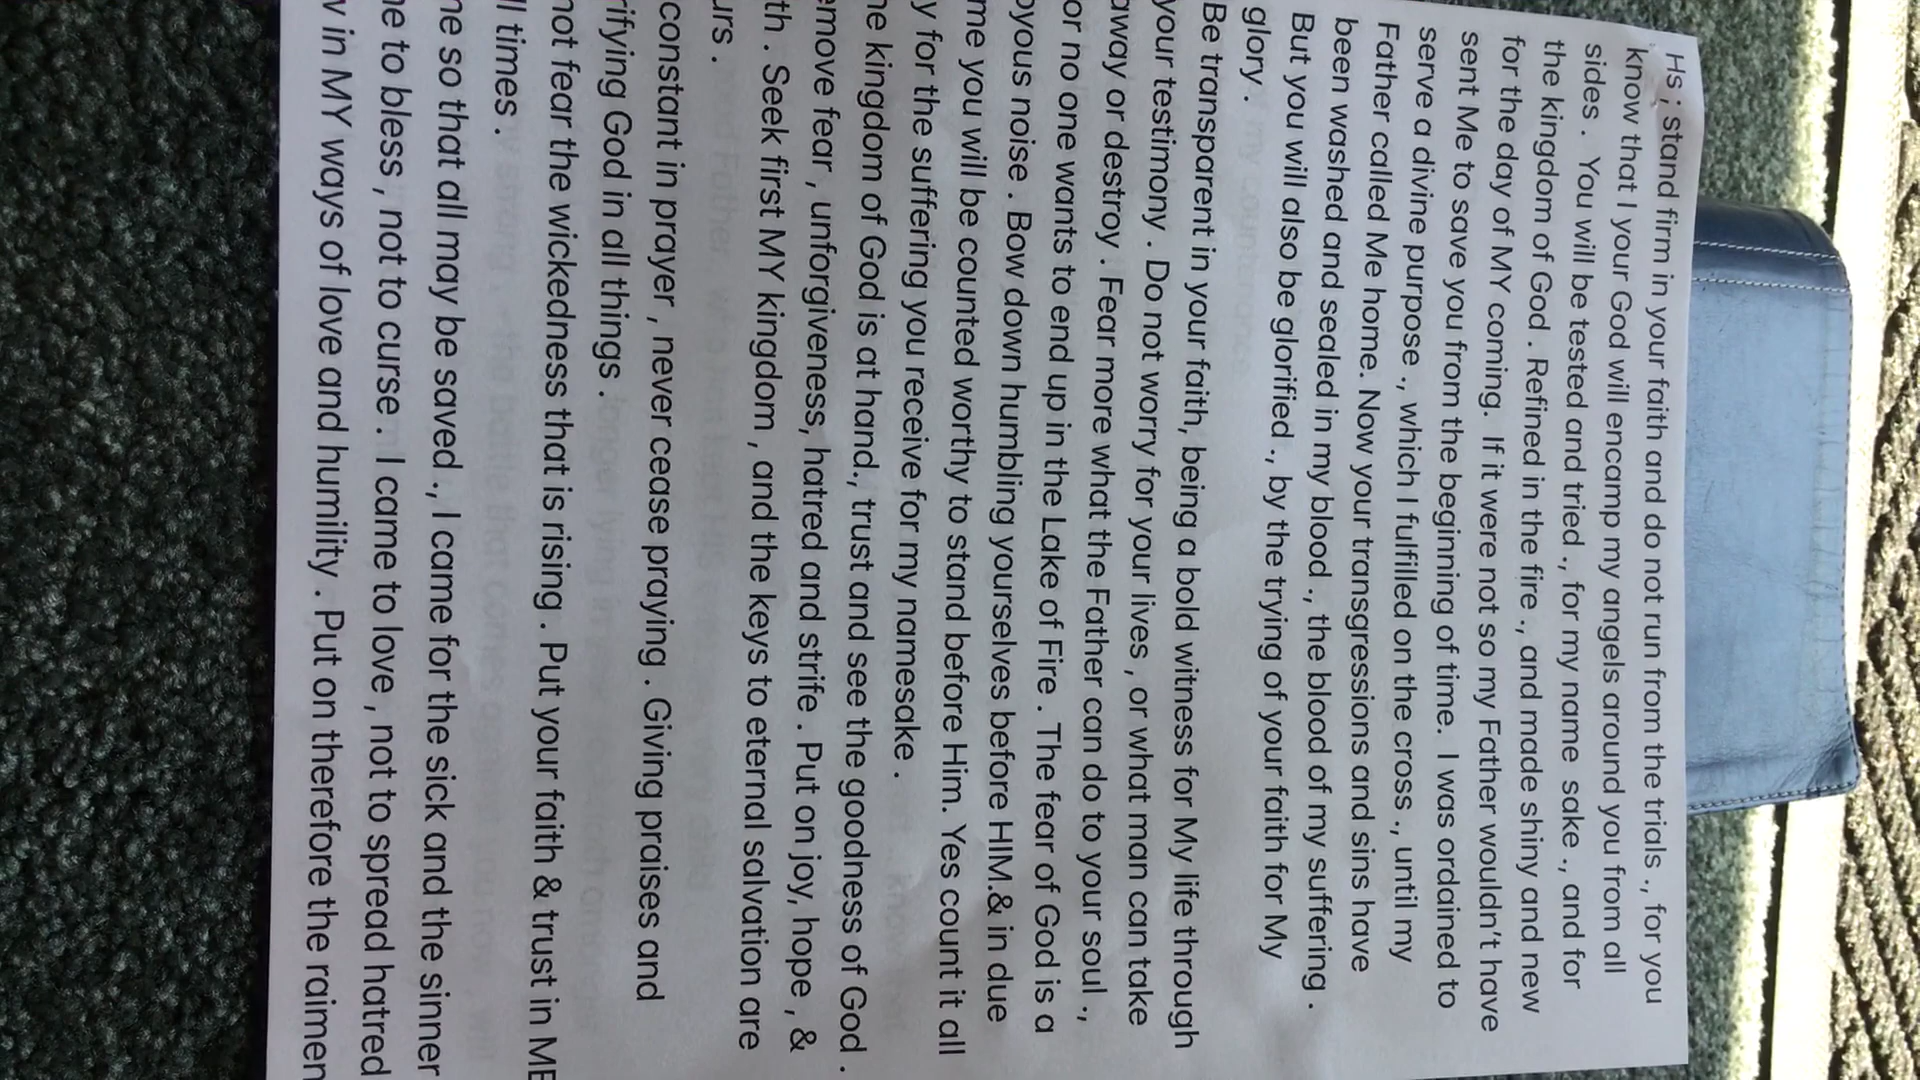 Hs ; Stand firm in your faith and do not run from the trials ., for you
know that I your God will encamp my angels around you from all
sides . You will be tested and tried ., for my name sake ., and for
the kingdom of God . Refined in the fire ., and made shiny and new
for the day of MY coming. If it were not so my Father wouldn't have
sent Me to save you from the beginning of time. I was ordained to
serve a divine purpose ., which I fulfilled on the cross ., until my
Father called Me home. Now your transgressions and sins have
been washed and sealed in my blood ., the blood of my suffering .
But you will also be glorified ., by the trying of your faith for My
glory .
Be transparent in your faith, being a bold witness for My life through
your testimony . Do not worry for your lives , or what man can take
away or destroy . Fear more what the Father can do to your soul .,
or no one wants to end up in the Lake of Fire . The fear of God is a
oyous noise . Bow down humbling yourselves before HIM.& in due
me you will be counted worthy to stand before Him. Yes count it all
y for the suffering you receive for my namesake .
he kingdom of God is at hand., trust and see the goodness of God .
emove fear , unforgiveness, hatred and strife . Put on joy, hope , &
th . Seek first MY kingdom , and the keys to eternal salvation are
urs .
constant in prayer , never cease praying . Giving praises and
rifying God in all things .
not fear the wickedness that is rising . Put your faith & trust in ME
ll times .
me so that all may be saved ., I came for the sick and the sinner
me to bless , not to curse . I came to love , not to spread hatred
w in MY ways of love and humility . Put on therefore the raimen